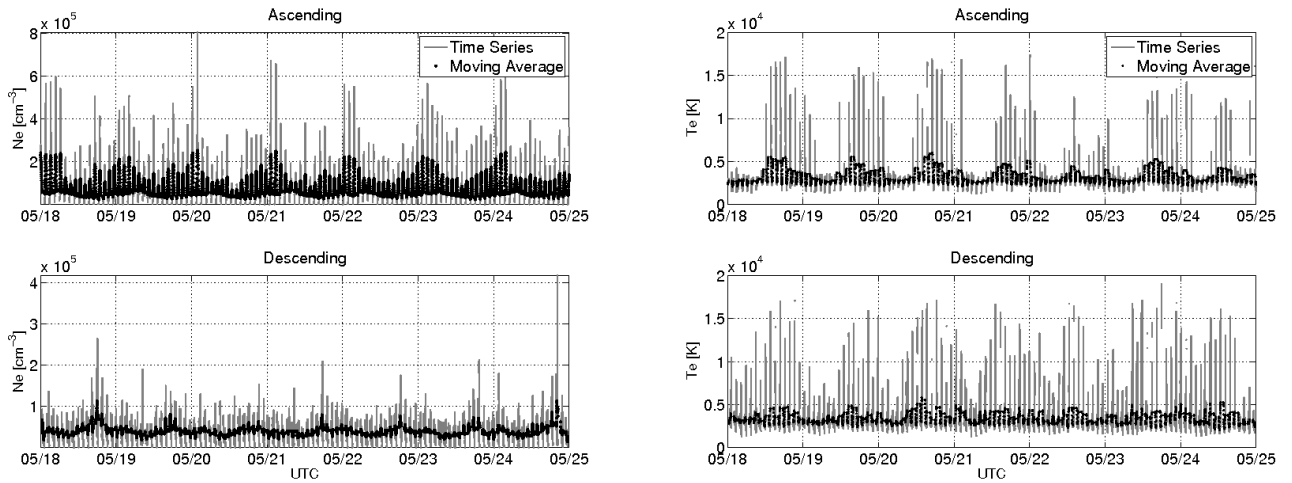 Ascending
x 10^5
8
6
4
2
Ne [cm^-3]
Time Series
Moving Average
05/18 05/19 05/20 05/21 05/22 05/23 05/24 05/25
Descending
x 10^5
4
3
2
1
Ne [cm^-3]
05/18 05/19 05/20 05/21 05/22 05/23 05/24 05/25
UTC
Ascending
x 10^4
2
1.5
1
0.5
0
Te [K]
Time Series
Moving Average
05/18 05/19 05/20 05/21 05/22 05/23 05/24 05/25
Descending
x 10^4
2
1.5
1
0.5
0
Te [K]
05/18 05/19 05/20 05/21 05/22 05/23 05/24 05/25
UTC